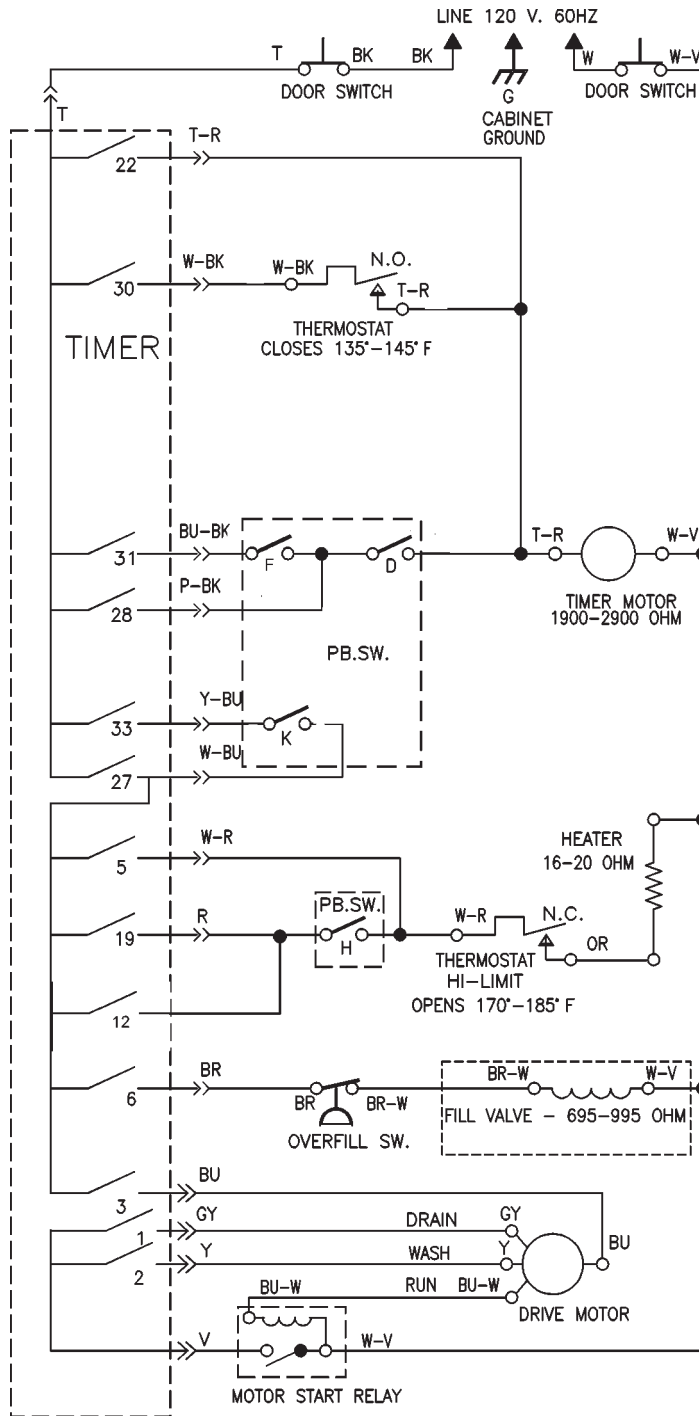 LINE 120 V. 60HZ
T BK BK W W-V
DOOR SWITCH G DOOR SWITCH
CABINET
GROUND
T
T-R
22
W-BK W-BK N.O.
30 T-R
THERMOSTAT
CLOSES 135°-145°F
TIMER
BU-BK T-R W-V
31 F D
P-BK
28
TIMER MOTOR
1900-2900 OHM
PB.SW.
Y-BU
33 K
W-BU
27
W-R
5
HEATER
16-20 OHM
PB.SW.
R W-R N.C.
19 H
THERMOSTAT OR
HI-LIMIT
OPENS 170°-185°F
12
BR BR-W W-V
6 BR BR-W
FILL VALVE - 695-995 OHM
OVERFILL SW.
BU
3
GY DRAIN GY
1 BU
Y WASH Y
2
BU-W RUN BU-W
DRIVE MOTOR
V W-V
MOTOR START RELAY